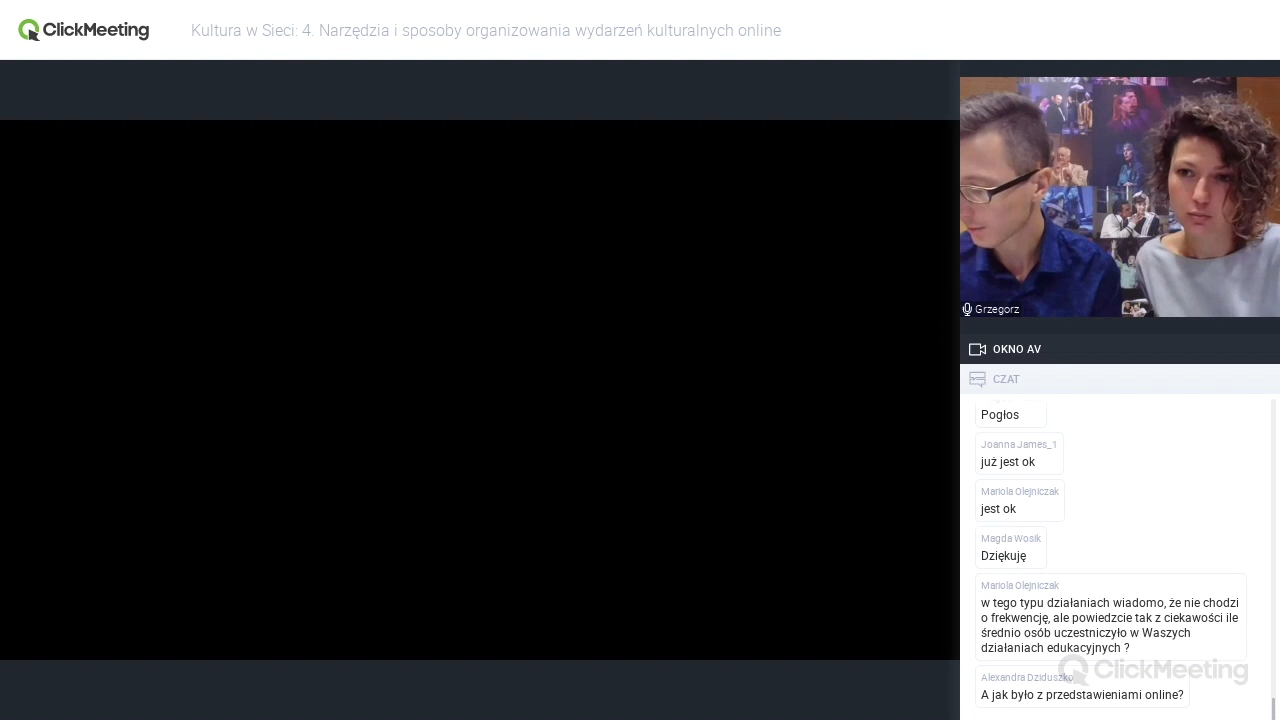 ClickMeeting
Kultura w Sieci: 4. Narzędzia i sposoby organizowania wydarzeń kulturalnych online
Grzegorz
OKNO AV
CZAT
Pogłos
Joanna James_1
już jest ok
Mariola Olejniczak
jest ok
Magda Wosik
Dziękuję
Mariola Olejniczak
w tego typu działaniach wiadomo, że nie chodzi
o frekwencję, ale powiedzcie tak z ciekawości ile
średnio osób uczestniczyło w Waszych
działaniach edukacyjnych ?
ClickMeeting
Alexandra Dziduszko
A jak było z przedstawieniami online?